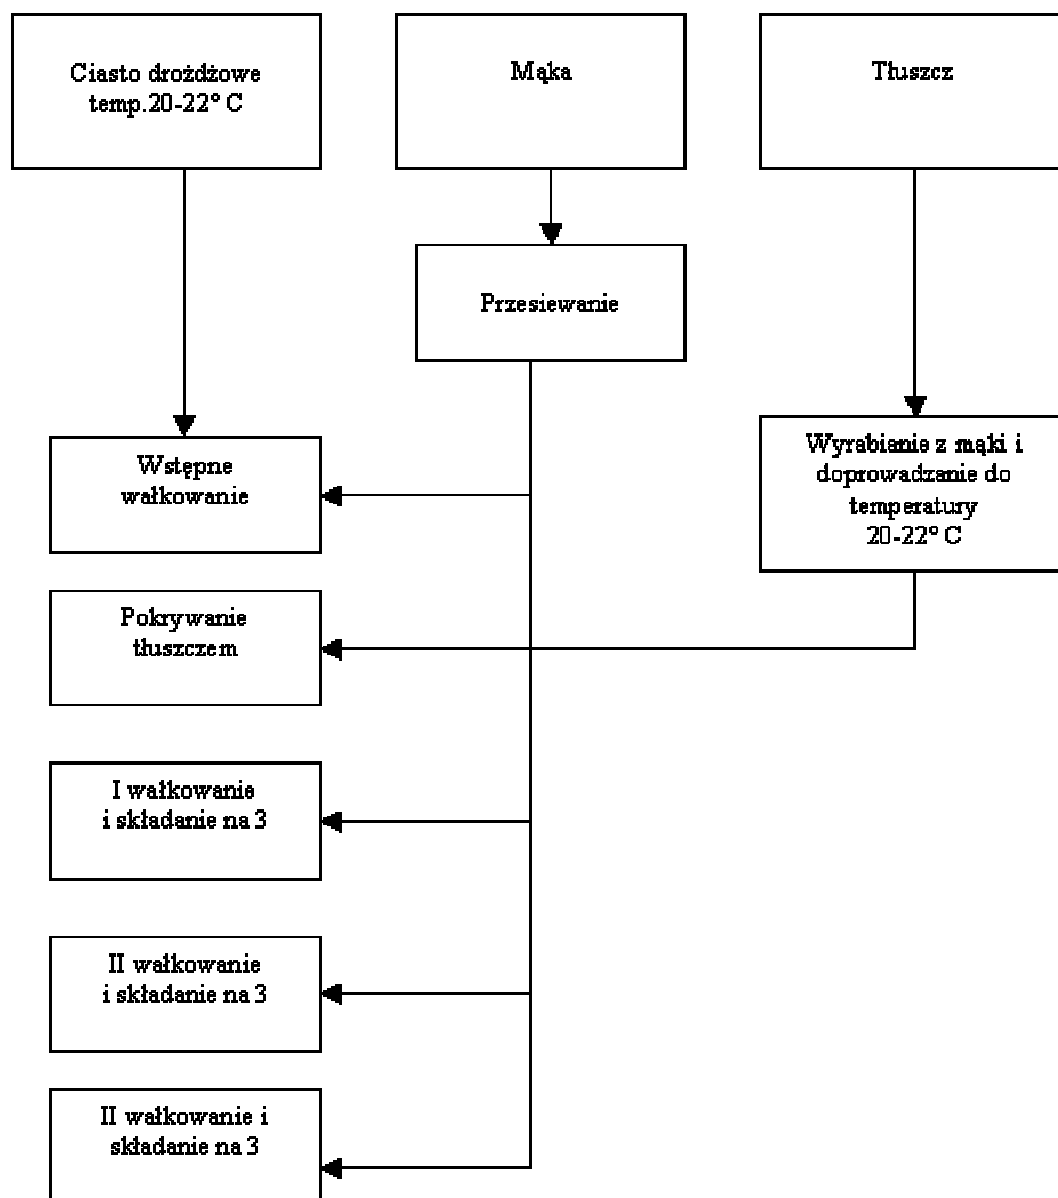 Ciasto drożdżowe
temp.20-22° C
Mąka
Tłuszcz
Przesiewanie
Wstępne
wałkowanie
Wyrabianie z mąki i
doprowadzanie do
temperatury
20-22° C
Pokrywanie
tłuszczem
I wałkowanie
i składanie na 3
II wałkowanie
i składanie na 3
II wałkowanie i
składanie na 3